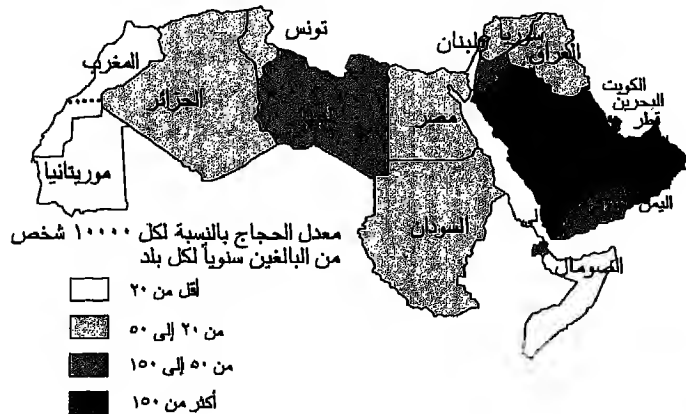 تونس
المغرب
لبنان
سوريا
العراق
الجزائر
ليبيا
مصر
الكويت
البحرين
قطر
موريتانيا
السودان
اليمن
الصومال
معدل الحجاج بالنسبة لكل ١٠٠٠٠ شخص
من البالغين سنوياً لكل بلد
أقل من ٢٠
من ٢٠ إلى ٥٠
من ٥٠ إلى ١٥٠
أكثر من ١٥٠